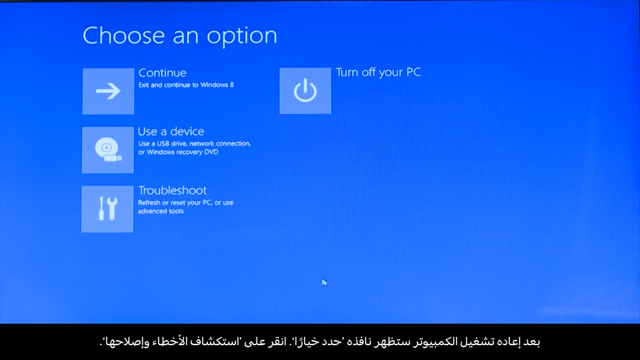 Choose an option
Continue
Exit and continue to Windows 8
Turn off your PC
Use a device
Use a USB drive, network connection,
or Windows recovery DVD
Troubleshoot
Refresh or reset your PC, or use
advanced tools
بعد إعاده تشغيل الكمبيوتر ستظهر نافذه ‘حدد خيارًا‘. انقر على ‘استكشاف الأخطاء وإصلاحها‘.